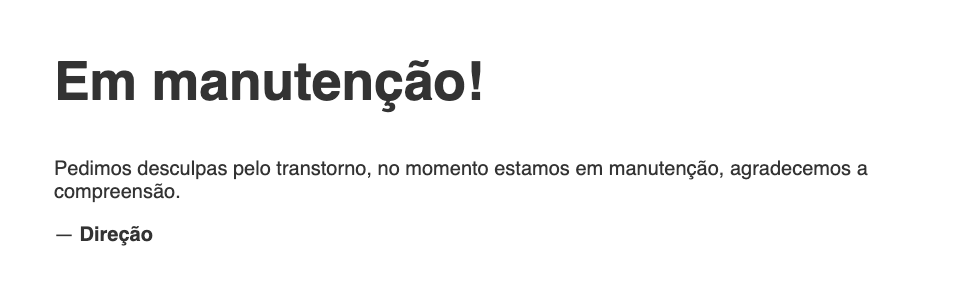 Em manutenção!
Pedimos desculpas pelo transtorno, no momento estamos em manutenção, agradecemos a
compreensão.
— Direção